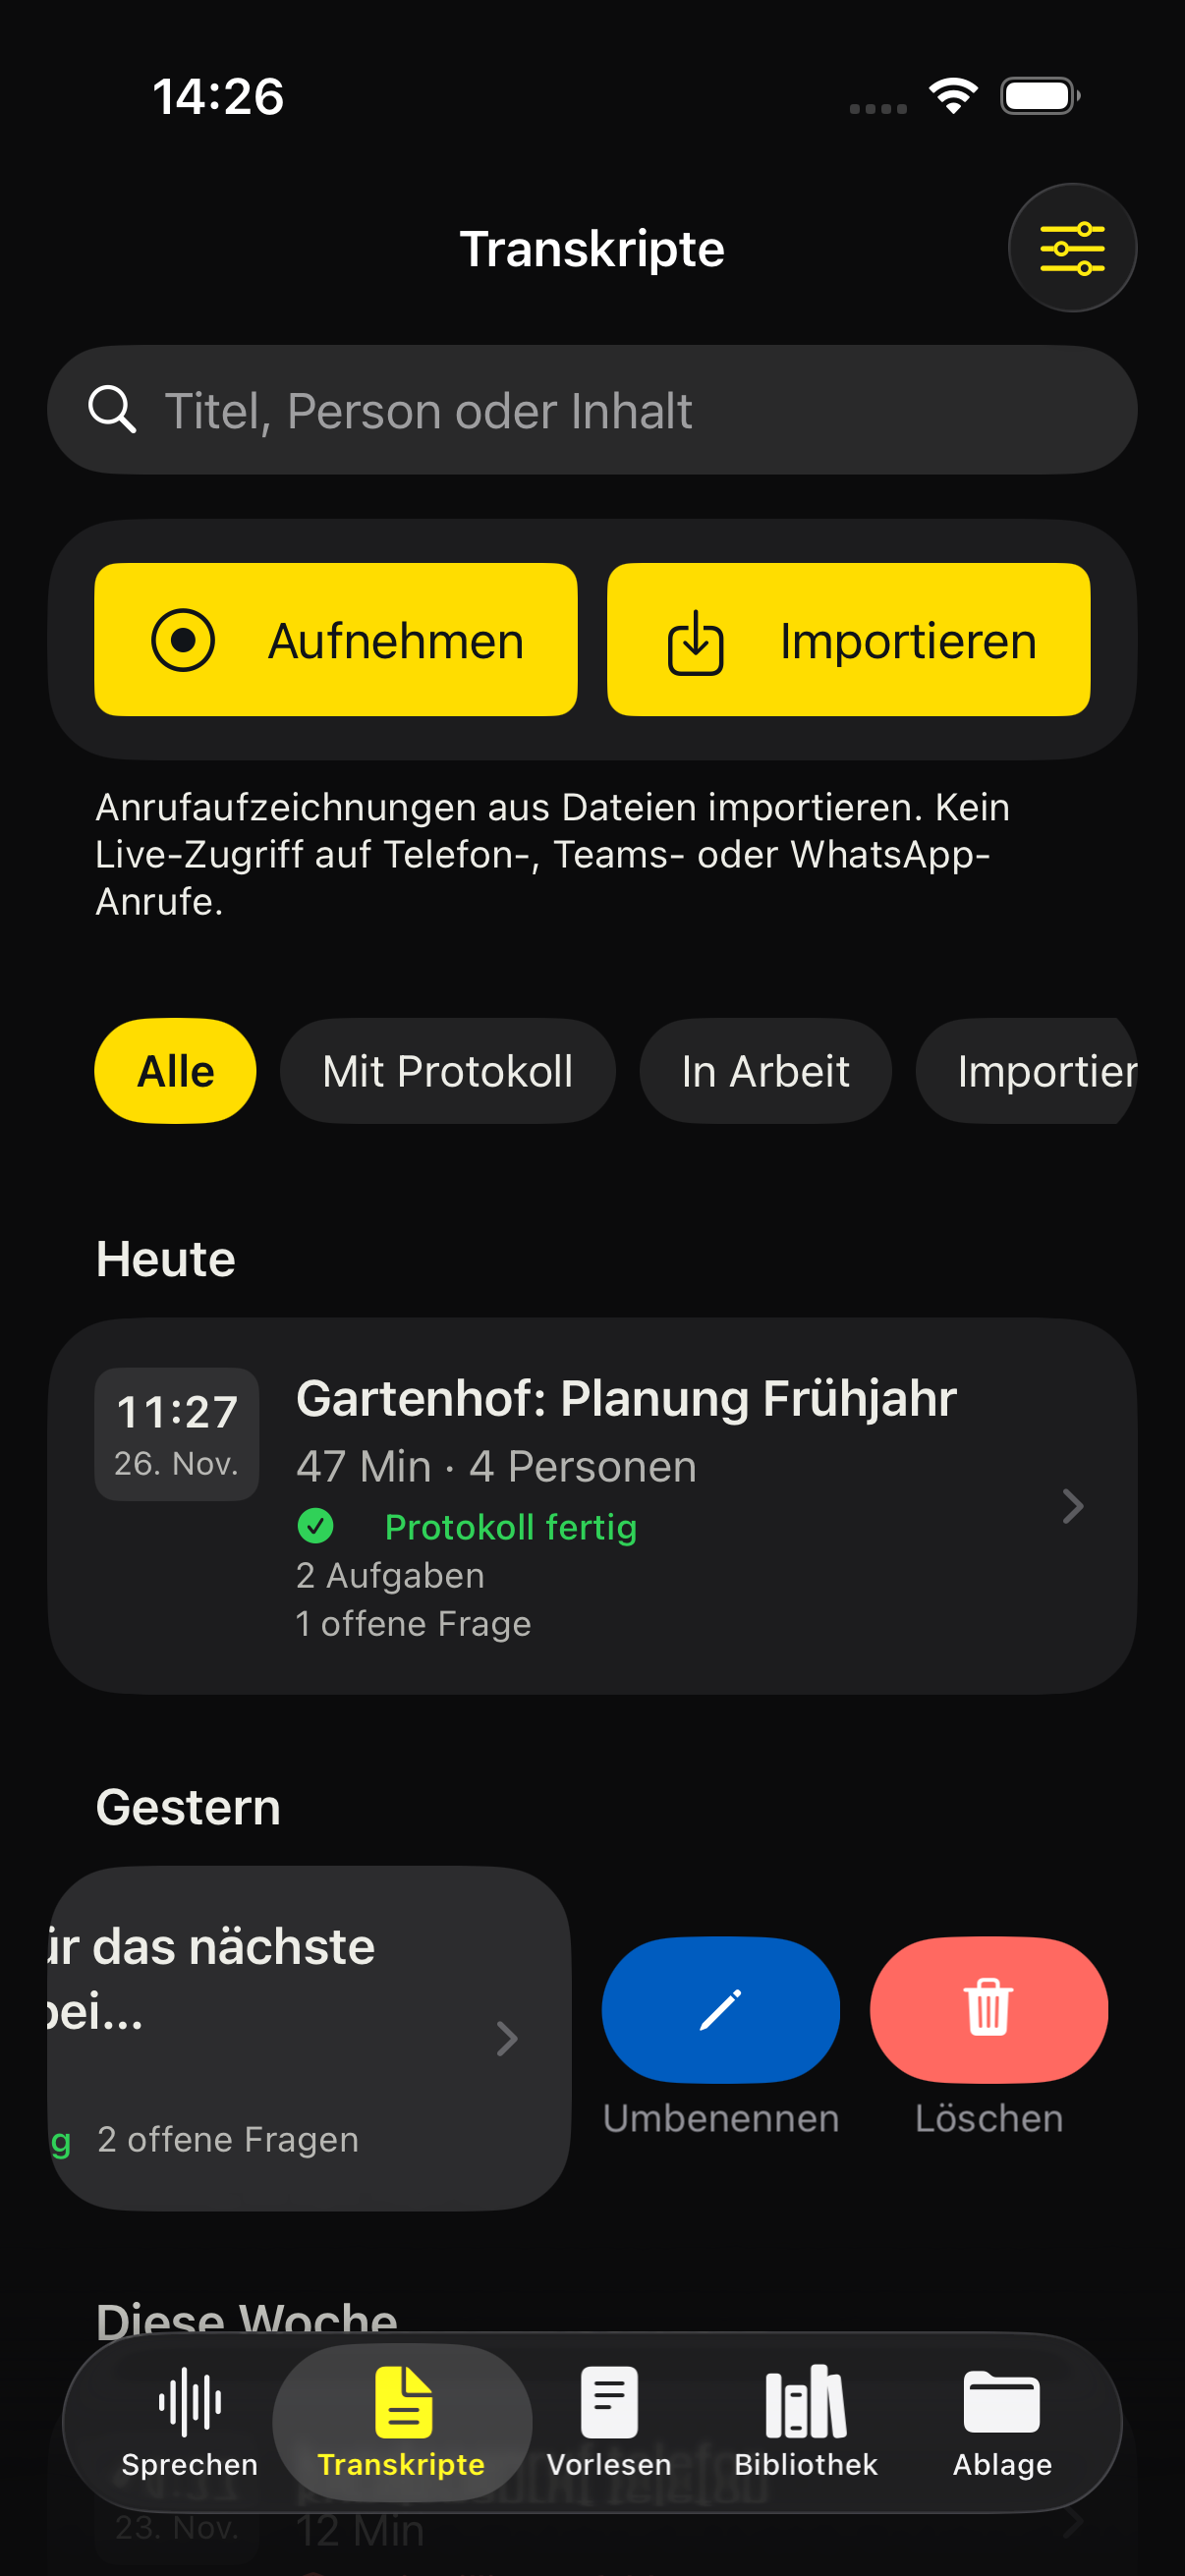 14:26
Transkripte
Titel, Person oder Inhalt
Aufnehmen
Importieren
Anrufaufzeichnungen aus Dateien importieren. Kein
Live-Zugriff auf Telefon-, Teams- oder WhatsApp-
Anrufe.
Alle
Mit Protokoll
In Arbeit
Importier
Heute
11:27
26. Nov.
Gartenhof: Planung Frühjahr
47 Min · 4 Personen
Protokoll fertig
2 Aufgaben
1 offene Frage
Gestern
ür das nächste
bei...
g 2 offene Fragen
Umbenennen
Löschen
Diese Woche
Sprechen
Transkripte
Vorlesen
Bibliothek
Ablage
23. Nov.
12 Min